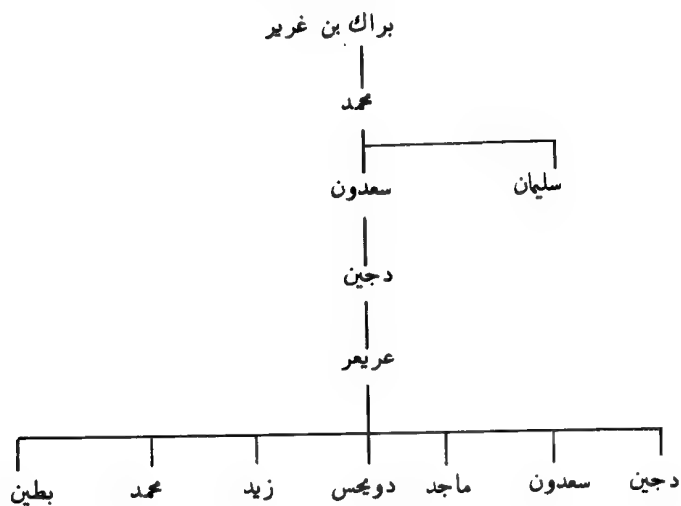 براك بن غرير
محمد
سعدون سليمان
دجين
عريعر
دجين سعدون ماجد دويحس زيد محمد بطين